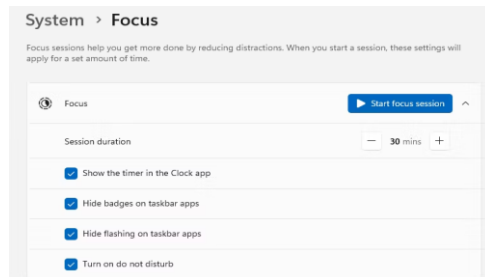 System > Focus
Focus sessions help you get more done by reducing distractions. When you start a session, these settings will
apply for a set amount of time.
Focus
Start focus session
Session duration
30 mins
Show the timer in the Clock app
Hide badges on taskbar apps
Hide flashing on taskbar apps
Turn on do not disturb